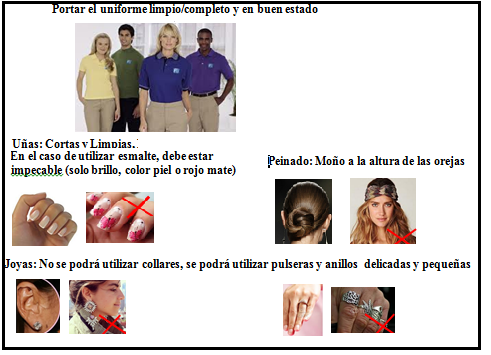 Portar el uniforme limpio/completo y en buen estado
Uñas: Cortas y Limpias.
En el caso de utilizar esmalte, debe estar
impecable (solo brillo, color piel o rojo mate)
Peinado: Moño a la altura de las orejas
Joyas: No se podrá utilizar collares, se podrá utilizar pulseras y anillos delicadas y pequeñas